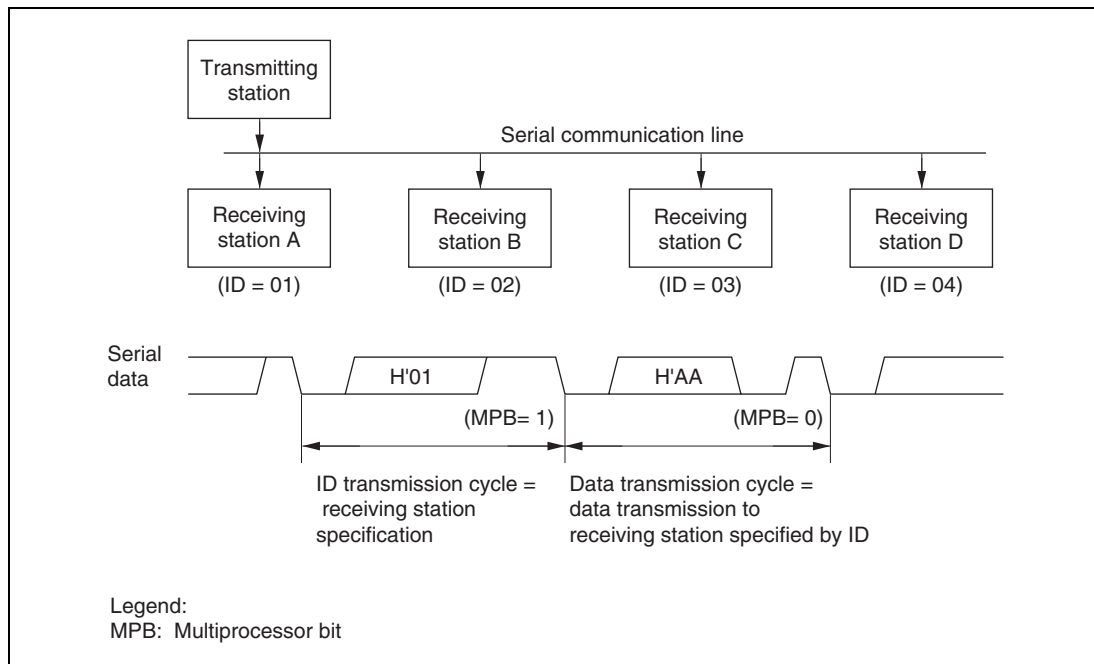 Transmitting
station
Serial communication line
Receiving
station A
(ID = 01)
Receiving
station B
(ID = 02)
Receiving
station C
(ID = 03)
Receiving
station D
(ID = 04)
Serial
data
H'01
H'AA
(MPB= 1)
(MPB= 0)
ID transmission cycle =
receiving station
specification
Data transmission cycle =
data transmission to
receiving station specified by ID
Legend:
MPB: Multiprocessor bit